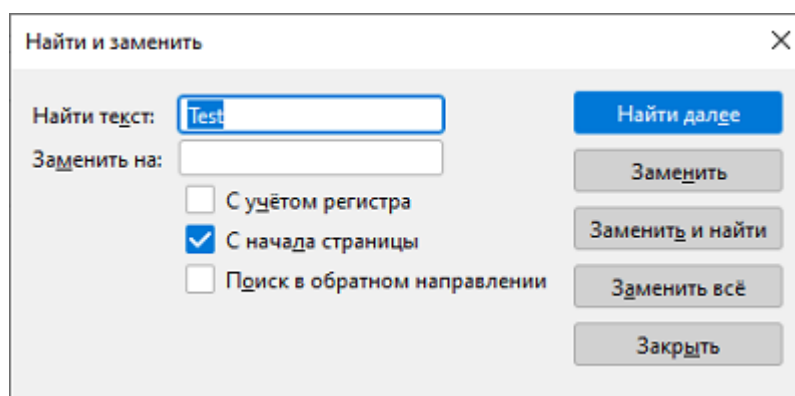 Найти и заменить
Найти текст: Test
Найти далее
Заменить на:
Заменить
С учётом регистра
Заменить и найти
С начала страницы
Поиск в обратном направлении
Заменить всё
Закрыть